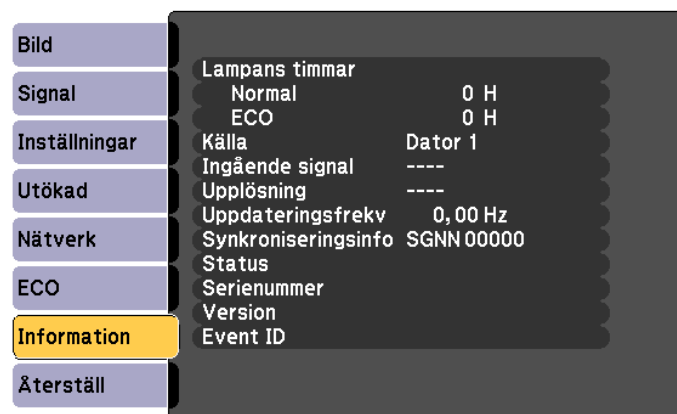 Bild
Signal
Inställningar
Utökad
Nätverk
ECO
Information
Återställ
Lampans timmar
Normal 0 H
ECO 0 H
Källa Dator 1
Ingående signal ----
Upplösning ----
Uppdateringsfrekv 0,00 Hz
Synkroniseringsinfo SGNN 00000
Status
Serienummer
Version
Event ID